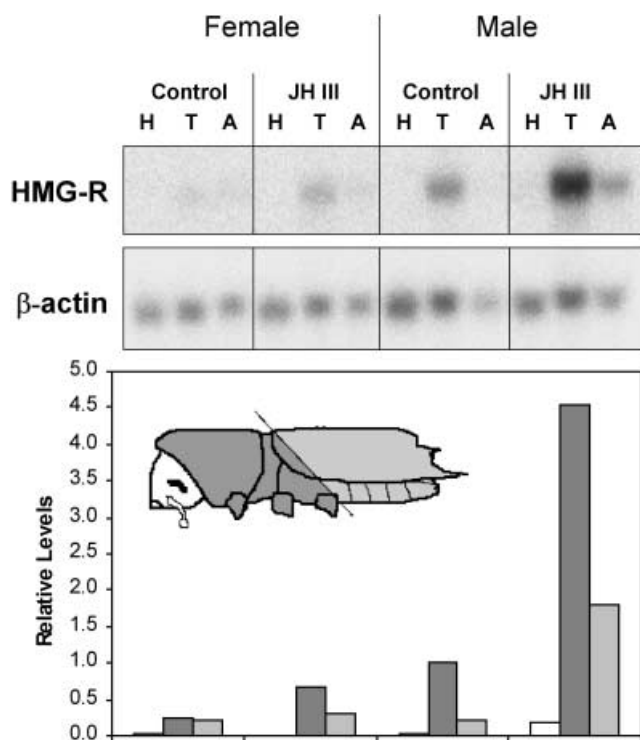 Female Male
Control JH III Control JH III
H T A H T A H T A H T A
HMG-R
β-actin
5.0
4.5
4.0
3.5
3.0
2.5
2.0
1.5
1.0
0.5
0.0
Relative Levels